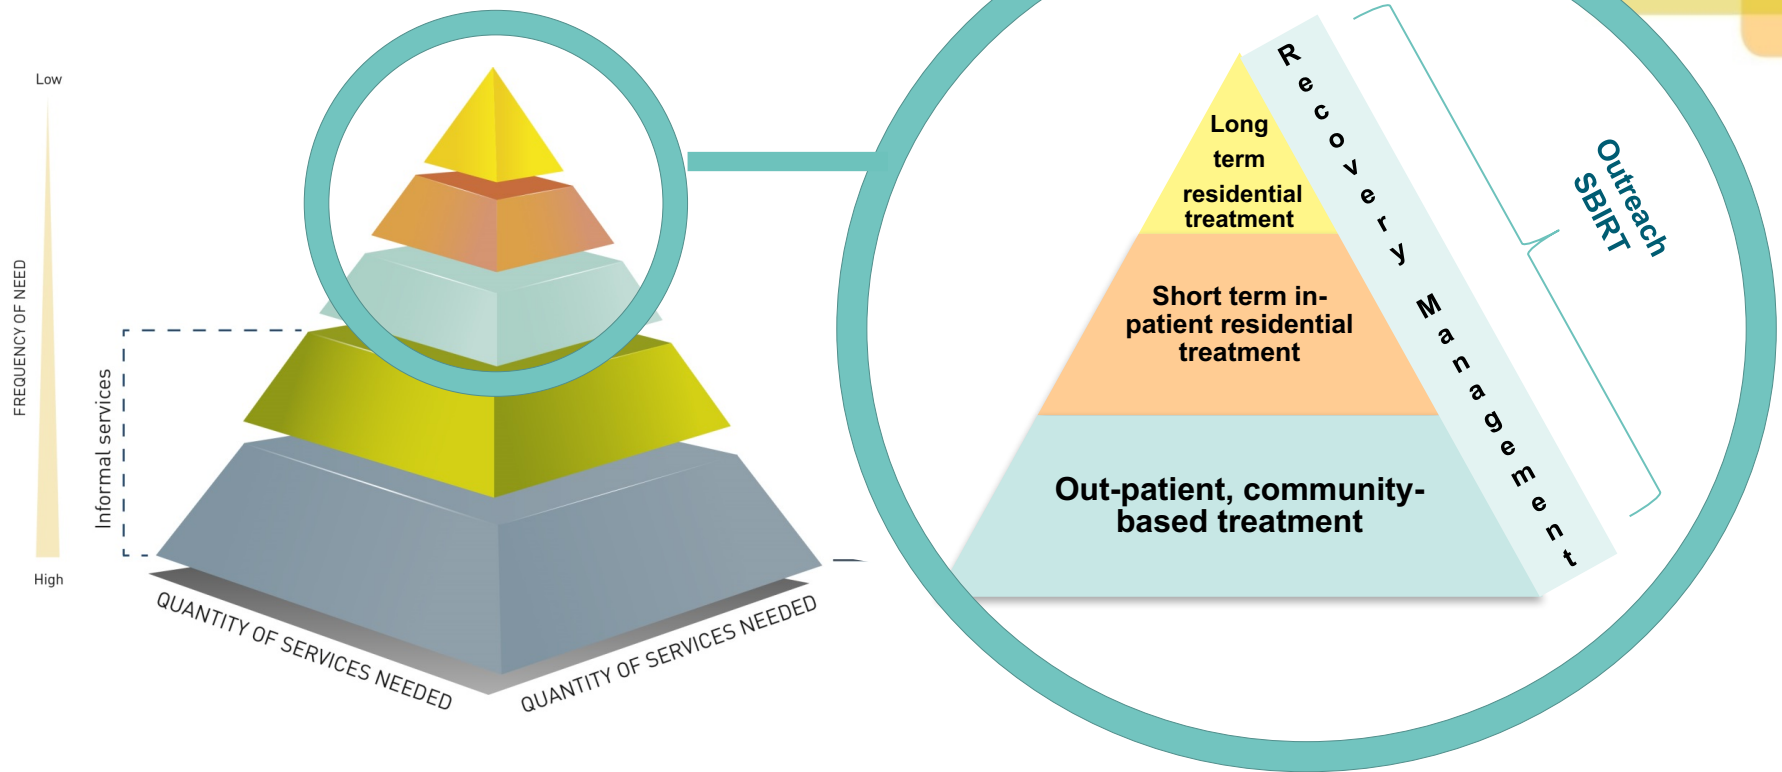 Low
FREQUENCY OF NEED
High
Informal services
QUANTITY OF SERVICES NEEDED
QUANTITY OF SERVICES NEEDED
Long
term
residential
treatment
Short term in-
patient residential
treatment
Out-patient, community-
based treatment
Recovery Management
Outreach
SBIRT